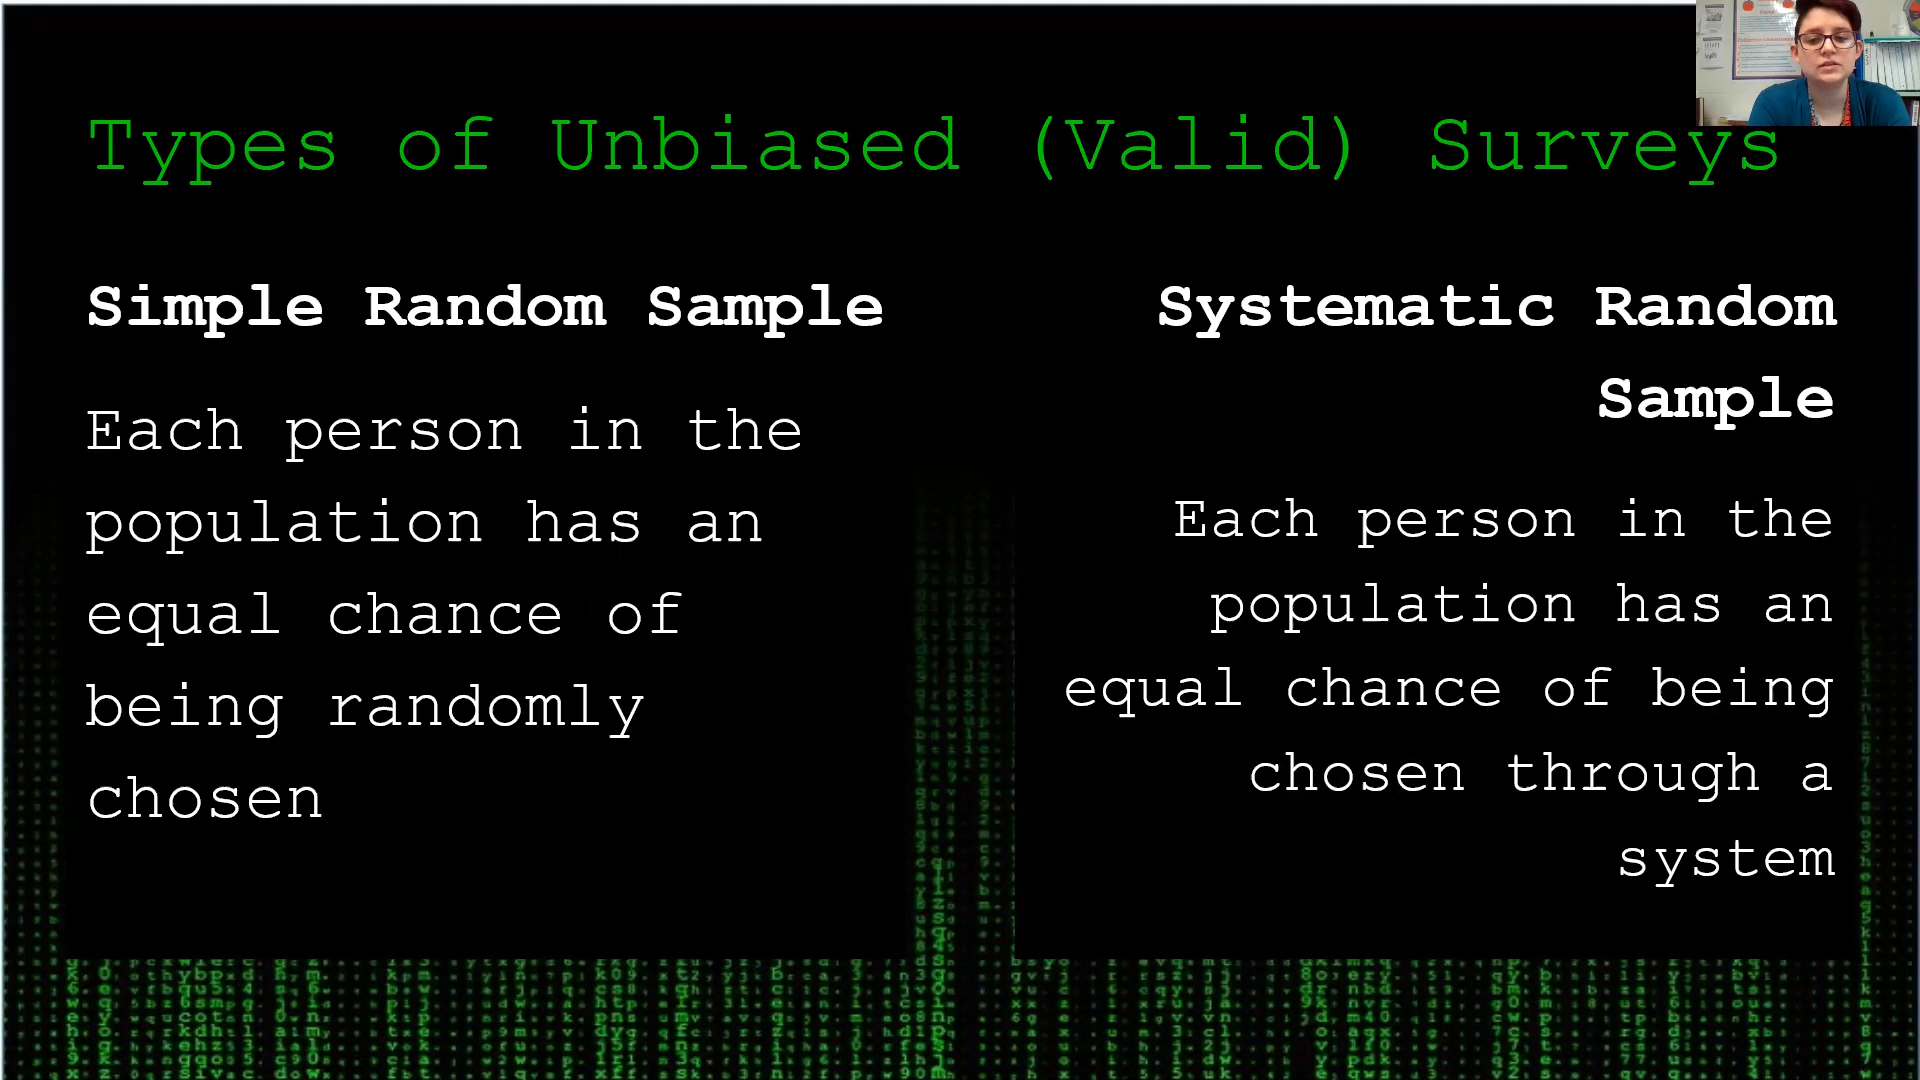 Types of Unbiased (Valid) Surveys
Simple Random Sample
Each person in the
population has an
equal chance of
being randomly
chosen
Systematic Random
Sample
Each person in the
population has an
equal chance of being
chosen through a
system